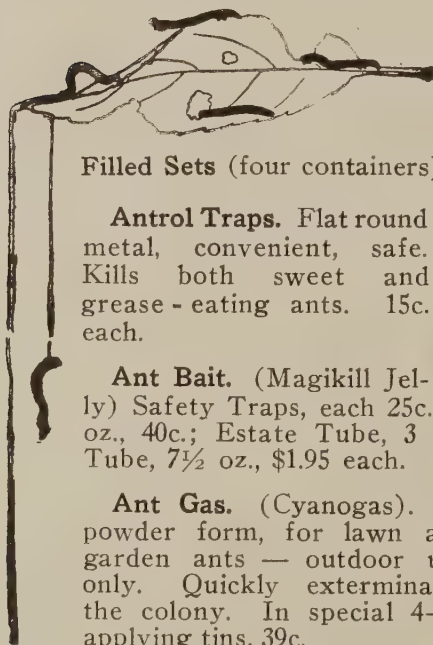 Filled Sets (four containers)
Antrol Traps. Flat round
metal, convenient, safe.
Kills both sweet and
grease-eating ants. 15c.
each.
Ant Bait. (Magikill Jel-
ly) Safety Traps, each 25c.
oz., 40c.; Estate Tube, 3
Tube, 7½ oz., $1.95 each.
Ant Gas. (Cyanogas).
powder form, for lawn
garden ants — outdoor
only. Quickly extermina
the colony. In special 4-
applying tins, 39c.